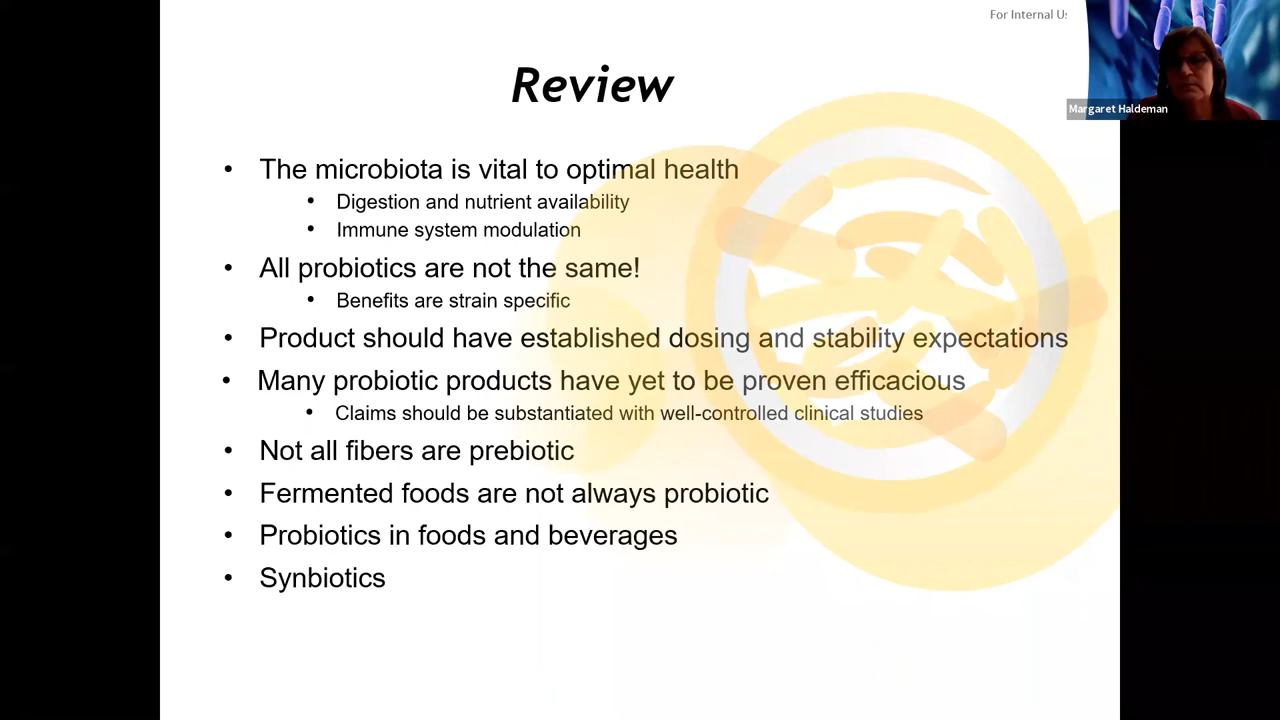 For Internal
Margaret Haldeman
Review
• The microbiota is vital to optimal health
• Digestion and nutrient availability
• Immune system modulation
• All probiotics are not the same!
• Benefits are strain specific
• Product should have established dosing and stability expectations
• Many probiotic products have yet to be proven efficacious
• Claims should be substantiated with well-controlled clinical studies
• Not all fibers are prebiotic
• Fermented foods are not always probiotic
• Probiotics in foods and beverages
• Synbiotics